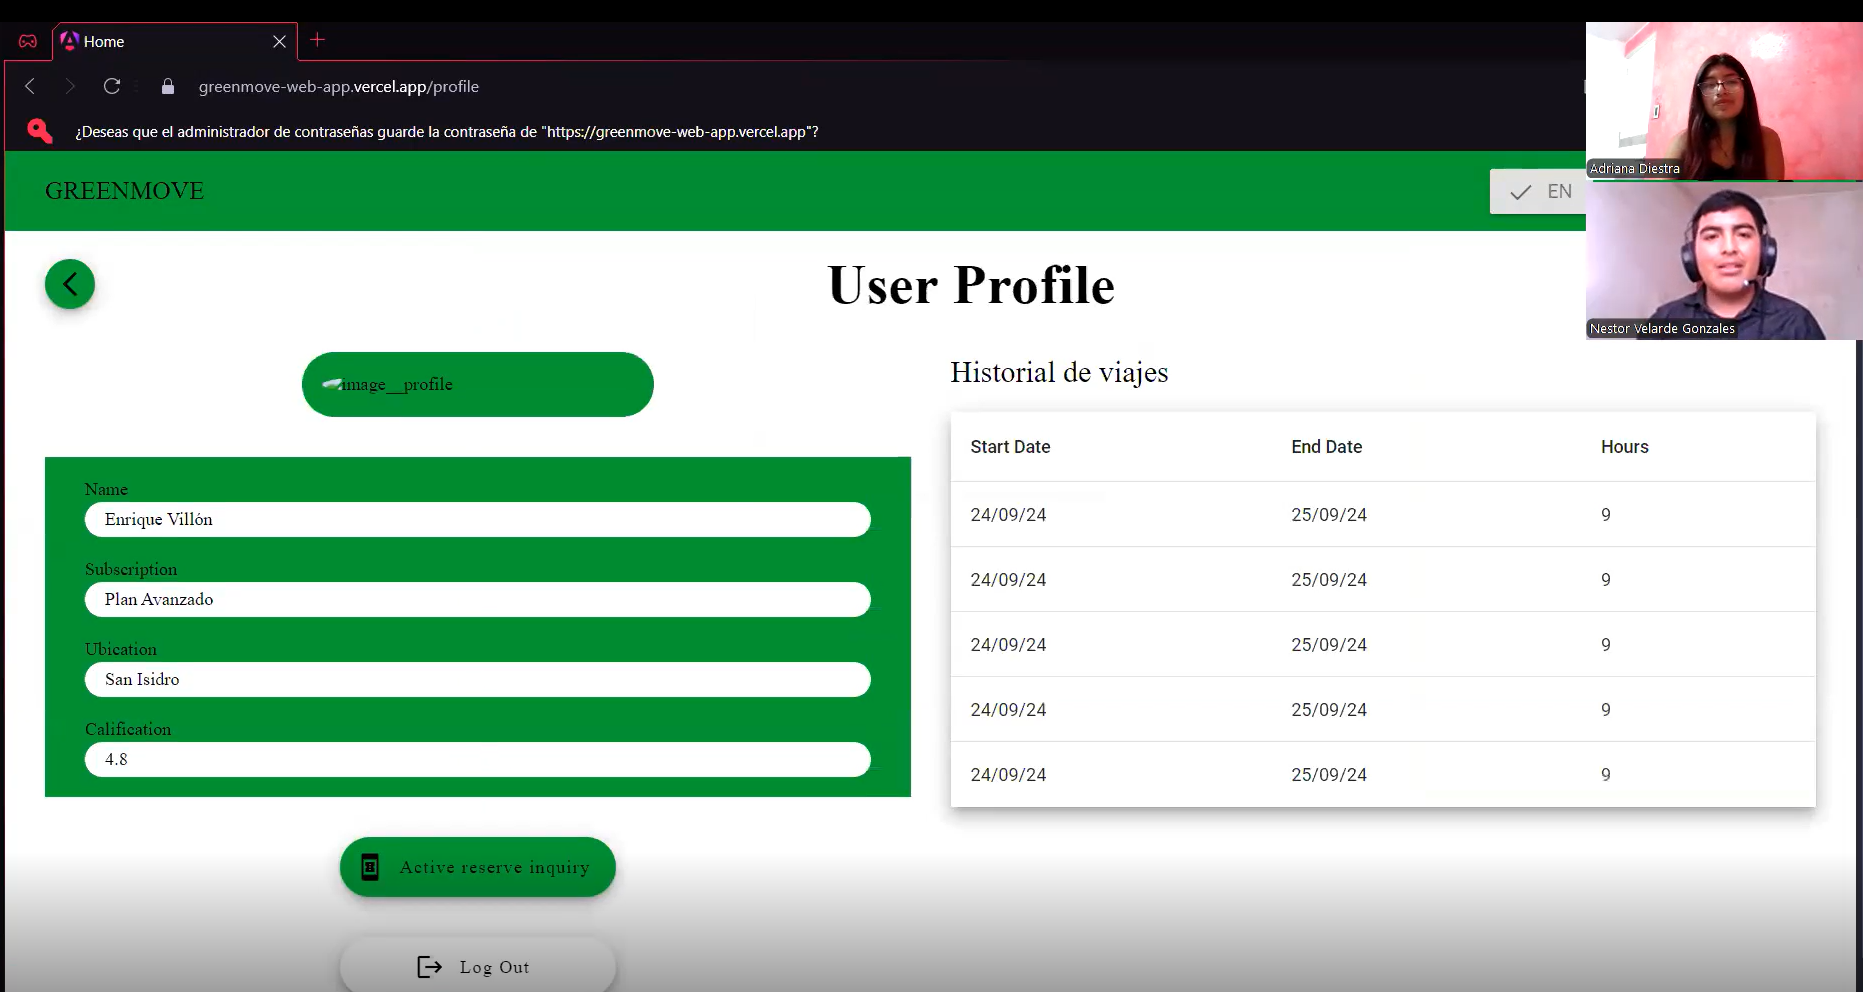 Home
greenmove-web-app.vercel.app/profile
¿Deseas que el administrador de contraseñas guarde la contraseña de "https://greenmove-web-app.vercel.app"?
Adriana Diestra
GREENMOVE
EN
User Profile
Nestor Velarde Gonzales
image__profile
Historial de viajes
Name
Enrique Villón
Subscription
Plan Avanzado
Ubication
San Isidro
Calification
4.8
Start Date End Date Hours
24/09/24 25/09/24 9
24/09/24 25/09/24 9
24/09/24 25/09/24 9
24/09/24 25/09/24 9
24/09/24 25/09/24 9
Active reserve inquiry
Log Out